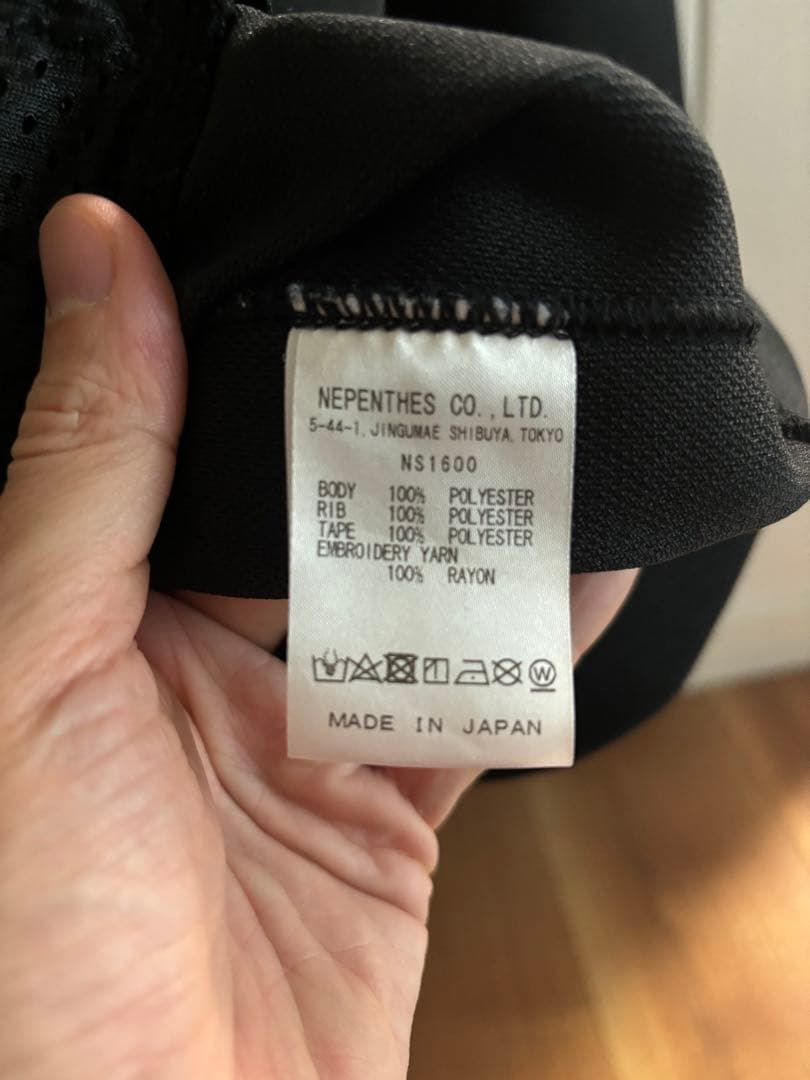 NEPENTHES CO., LTD.
5-44-1, JINGUMAE SHIBUYA, TOKYO
NS1600
BODY 100% POLYESTER
RIB 100% POLYESTER
TAPE 100% POLYESTER
EMBROIDERY YARN
100% RAYON
W
MADE IN JAPAN